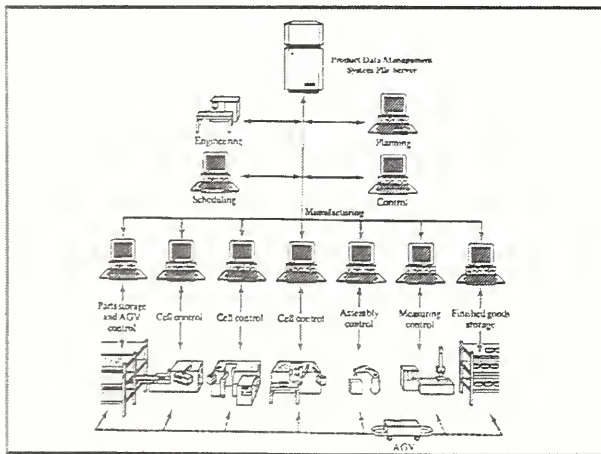 Product Data Management
System File Server
Engineering
Planning
Scheduling
Control
Manufacturing
Parts storage
and AGV
control
Cell control
Cell control
Cell control
Assembly
control
Measuring
control
Finished goods
storage
AGV